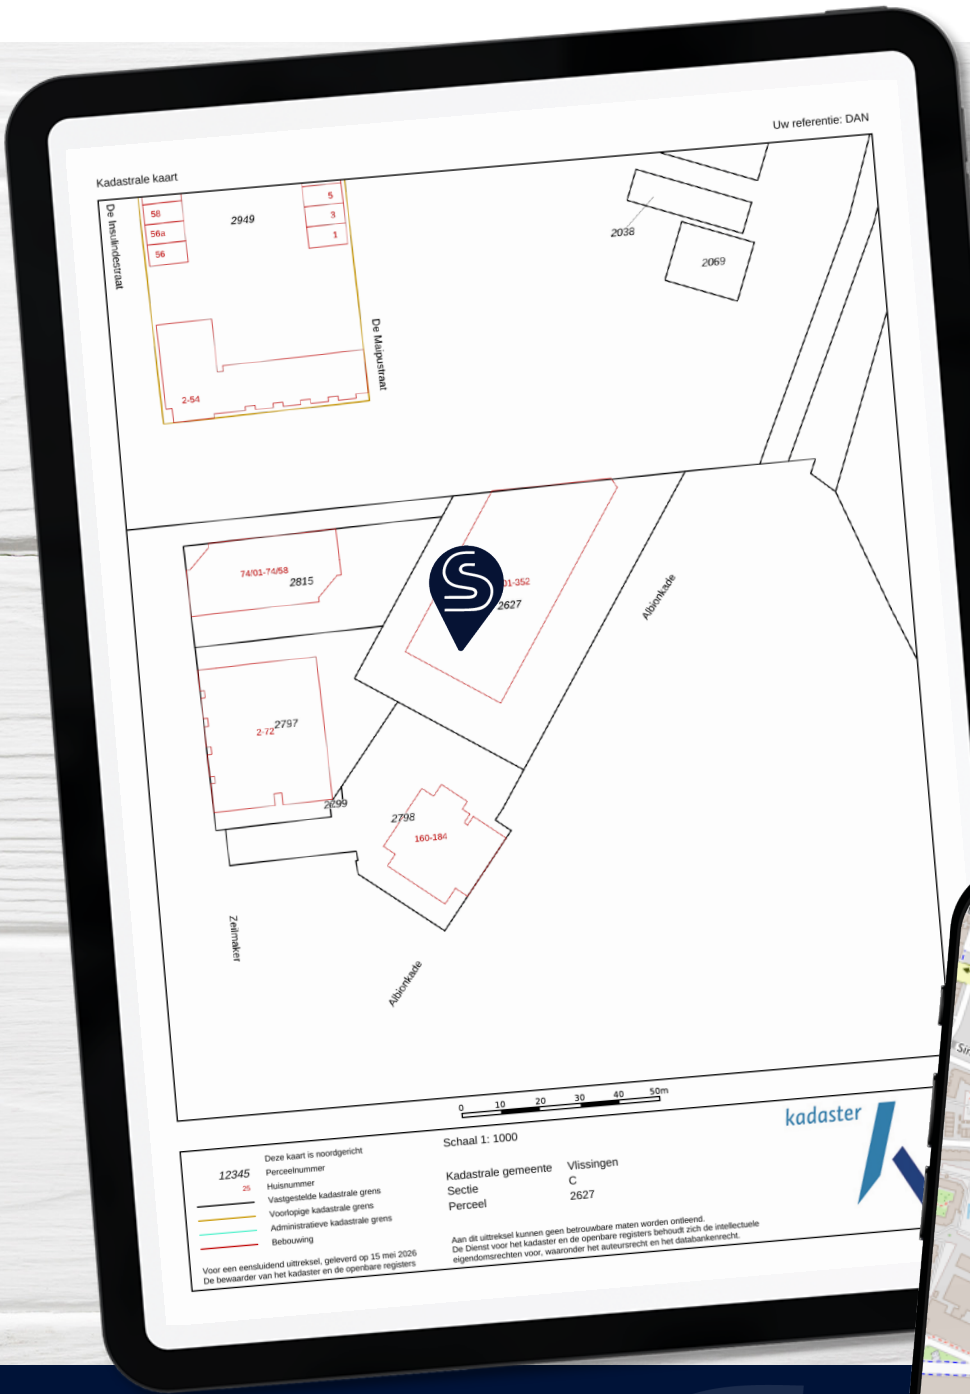 Uw referentie: DAN
Kadastrale kaart
De Insulindestraat
58
56a
56
2949
5
3
1
2038
2069
De Maipustraat
2-54
74/01-74/58
2815
01-352
2627
Albionkade
2-72
2797
2799
2798
160-184
Zeilmaker
Albionkade
0 10 20 30 40 50m
Schaal 1: 1000
kadaster
Deze kaart is noordgericht
12345 Perceelnummer
25 Huisnummer
Vastgestelde kadastrale grens
Voorlopige kadastrale grens
Administratieve kadastrale grens
Bebouwing
Voor een eensluidend uittreksel, geleverd op 15 mei 2026
De bewaarder van het kadaster en de openbare registers
Kadastrale gemeente Vlissingen
Sectie C
Perceel 2627
Aan dit uittreksel kunnen geen betrouwbare maten worden ontleend.
De Dienst voor het kadaster en de openbare registers behoudt zich de intellectuele
eigendomsrechten voor, waaronder het auteursrecht en het databankenrecht.